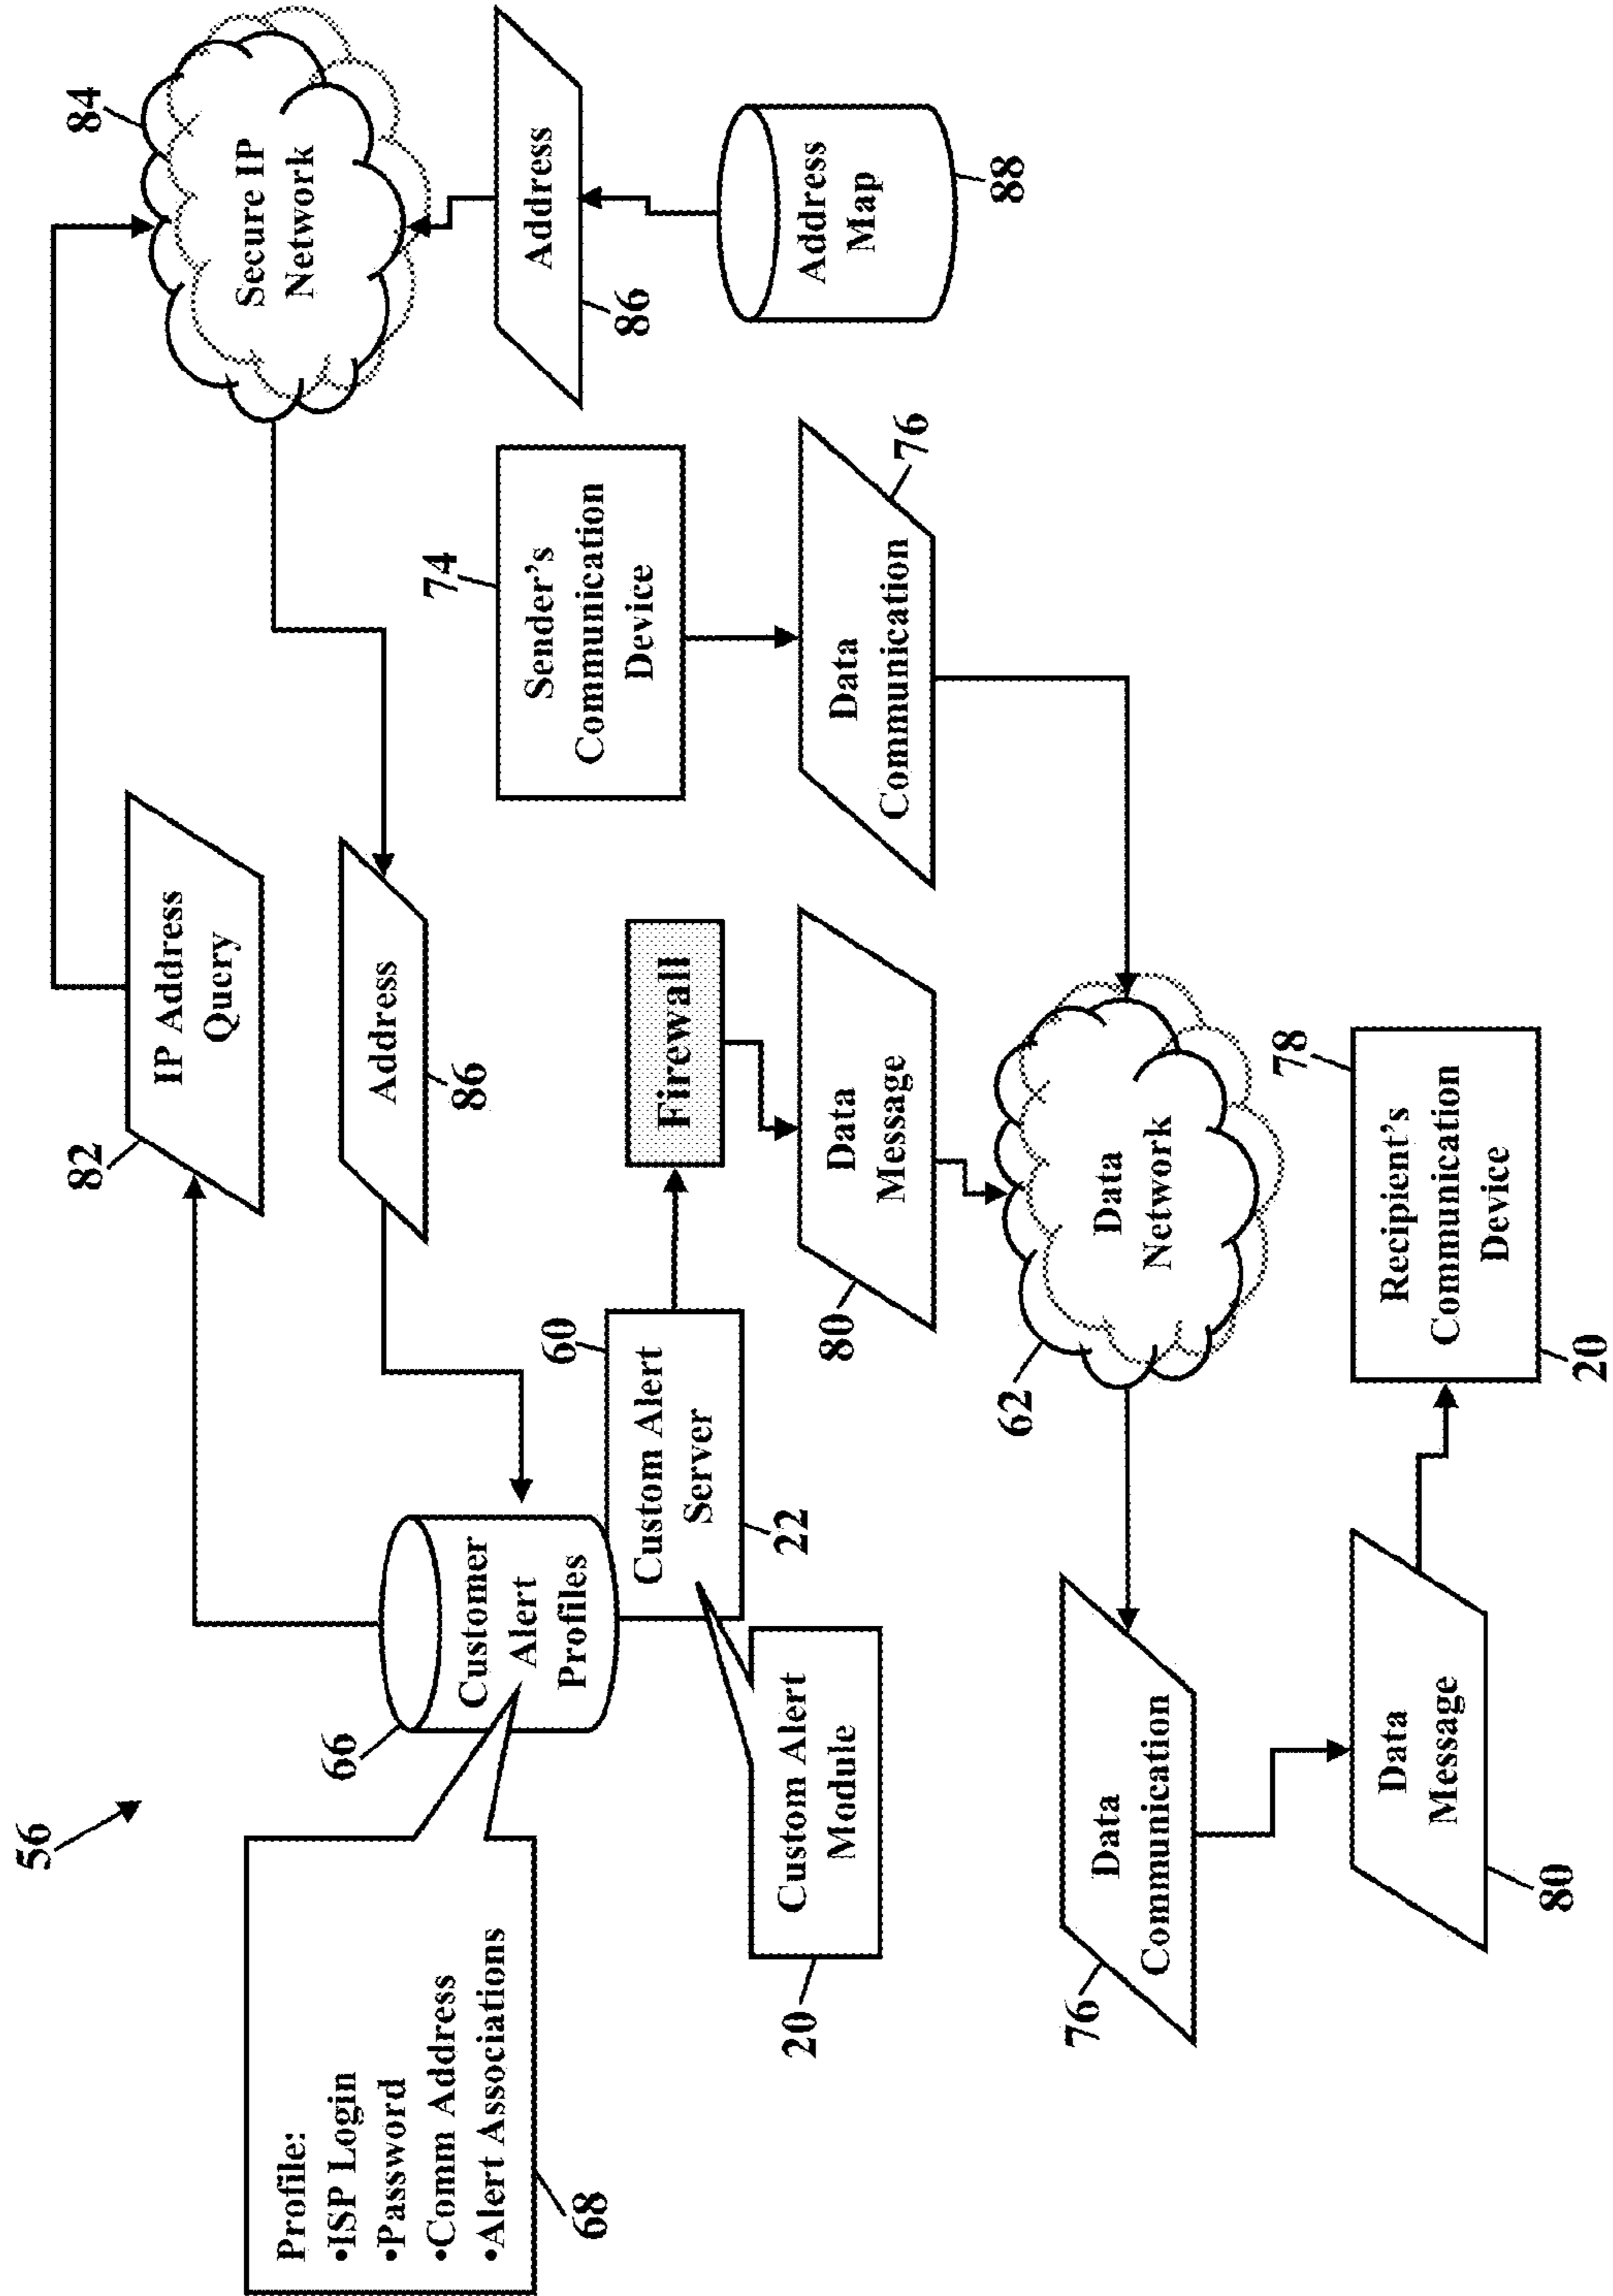 56
Profile:
•ISP Login
•Password
•Comm Address
•Alert Associations
68
66
Customer
Alert
Profiles
82
IP Address
Query
84
Secure IP
Network
Address
86
Address
86
Address
Map
88
60
Custom Alert
Server
22
Custom Alert
Module
20
Firewall
74
Sender's
Communication
Device
Data
Message
80
Data
Communication
76
62
Data
Network
76
Data
Communication
Data
Message
80
78
Recipient's
Communication
Device
20